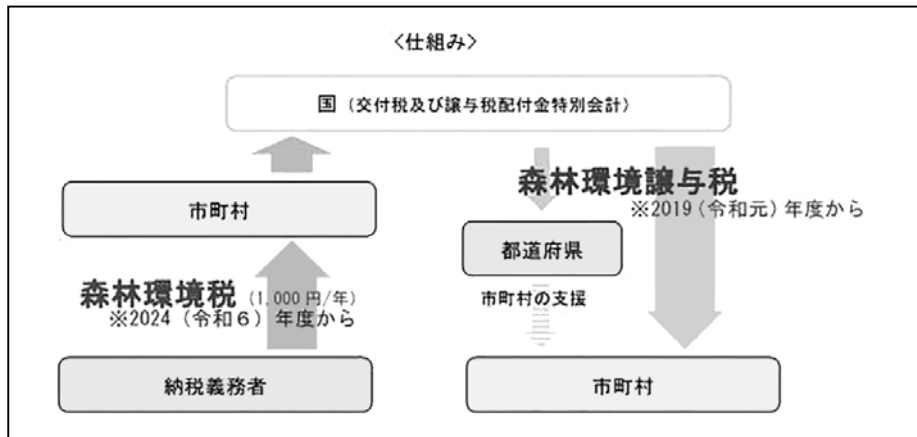 <仕組み>
国（交付税及び譲与税配付金特別会計）
市町村
森林環境税（1,000円/年）
※2024（令和6）年度から
納税義務者
森林環境譲与税
※2019（令和元）年度から
都道府県
市町村の支援
市町村